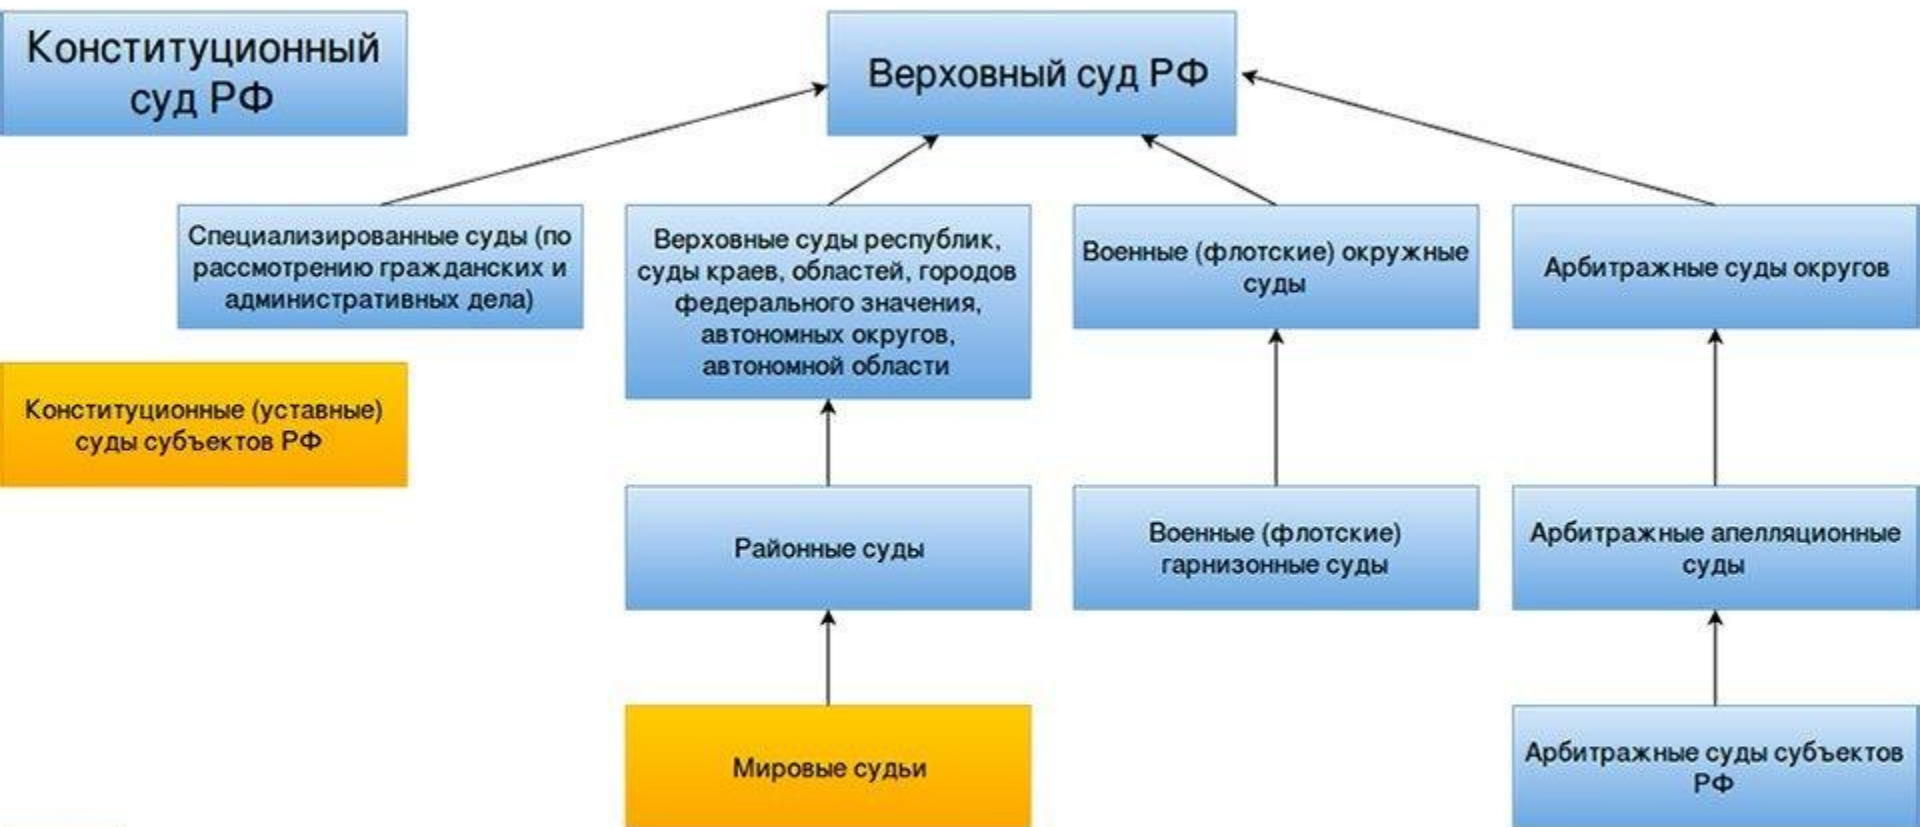 Конституционный
суд РФ
Верховный суд РФ
Специализированные суды (по
рассмотрению гражданских и
административных дела)
Верховные суды республик,
суды краев, областей, городов
федерального значения,
автономных округов,
автономной области
Военные (флотские) окружные
суды
Арбитражные суды округов
Конституционные (уставные)
суды субъектов РФ
Районные суды
Военные (флотские)
гарнизонные суды
Арбитражные апелляционные
суды
Мировые судьи
Арбитражные суды субъектов
РФ